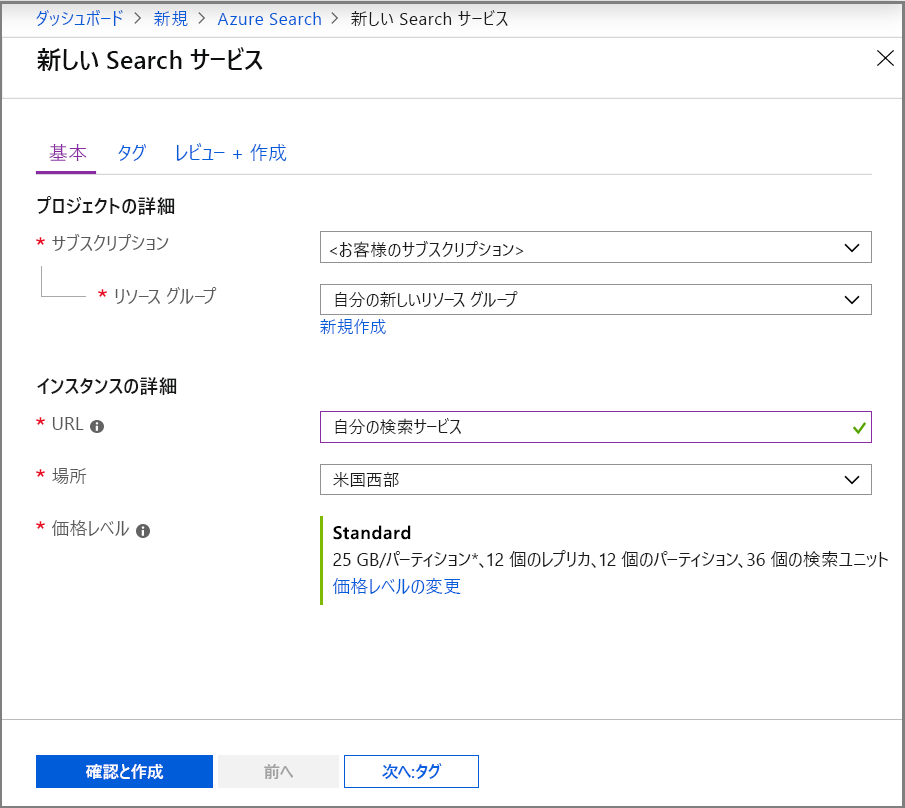 ダッシュボード > 新規 > Azure Search > 新しい Search サービス
新しい Search サービス
基本 タグ レビュー + 作成
プロジェクトの詳細
* サブスクリプション <お客様のサブスクリプション>
* リソース グループ 自分の新しいリソース グループ
新規作成
インスタンスの詳細
* URL 自分の検索サービス
* 場所 米国西部
* 価格レベル Standard
25 GB/パーティション*、12 個のレプリカ、12 個のパーティション、36 個の検索ユニット
価格レベルの変更
確認と作成 前へ 次へ:タグ